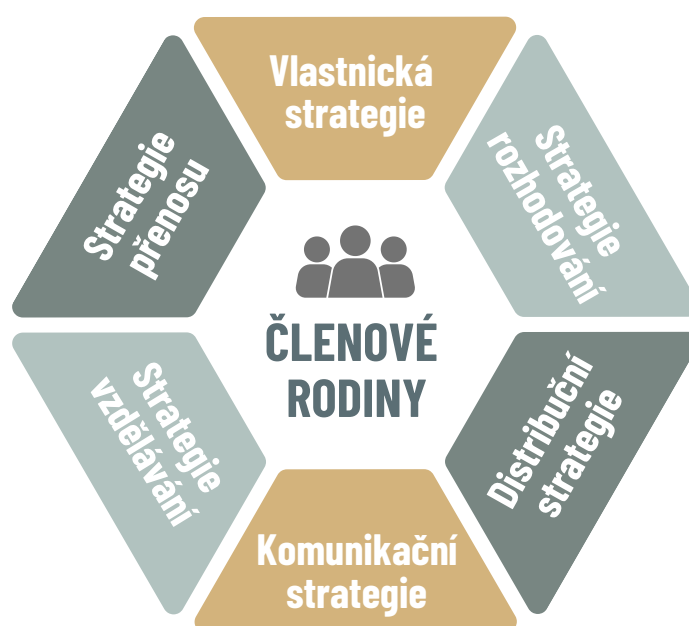 Vlastnická
strategie
Strategie
rozhodování
Distribuční
strategie
Komunikační
strategie
Strategie
vzdělávání
Strategie
přenosu
ČLENOVÉ
RODINY